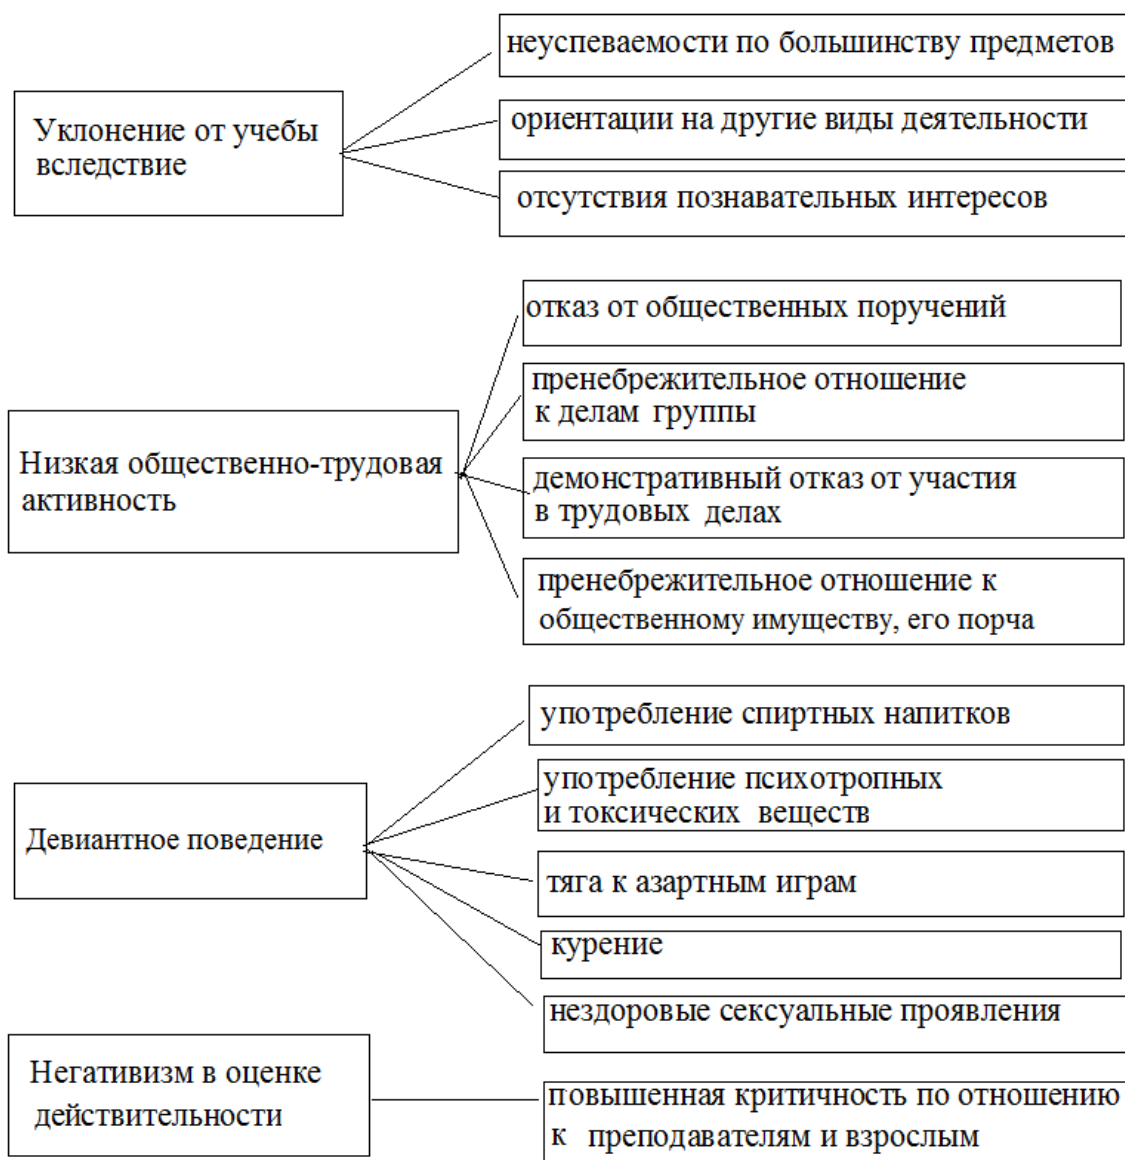 Уклонение от учебы
вследствие
неуспеваемости по большинству предметов
ориентации на другие виды деятельности
отсутствия познавательных интересов
Низкая общественно-трудовая
активность
отказ от общественных поручений
пренебрежительное отношение
к делам группы
демонстративный отказ от участия
в трудовых делах
пренебрежительное отношение к
общественному имуществу, его порча
Девиантное поведение
употребление спиртных напитков
употребление психотропных
и токсических веществ
тяга к азартным играм
курение
нездоровые сексуальные проявления
Негативизм в оценке
действительности
повышенная критичность по отношению
к преподавателям и взрослым